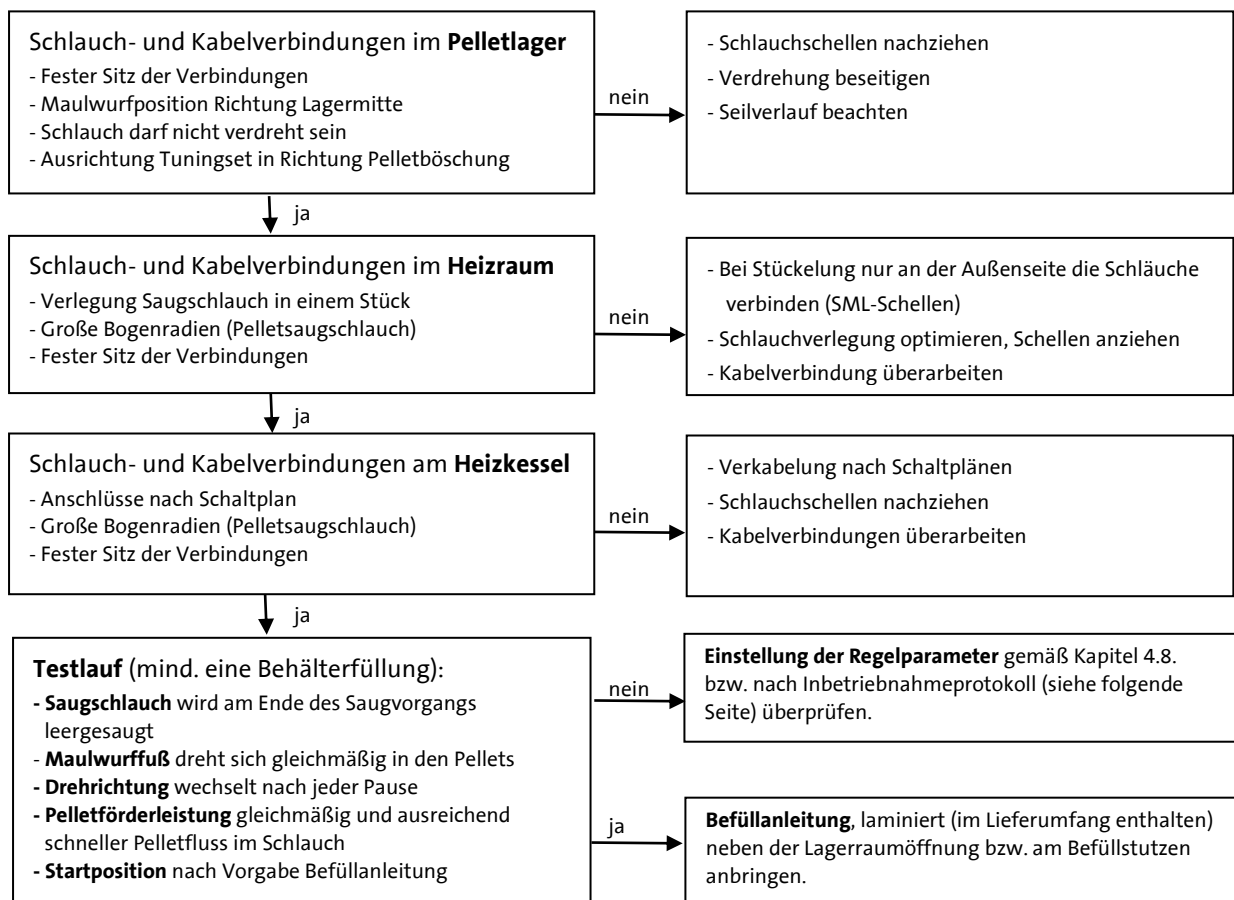 Schlauch- und Kabelverbindungen im Pelletlager
- Fester Sitz der Verbindungen
- Maulwurfposition Richtung Lagermitte
- Schlauch darf nicht verdreht sein
- Ausrichtung Tuningset in Richtung Pelletböschung
nein
- Schlauchschellen nachziehen
- Verdrehung beseitigen
- Seilverlauf beachten
ja
Schlauch- und Kabelverbindungen im Heizraum
- Verlegung Saugschlauch in einem Stück
- Große Bogenradien (Pelletsaugschlauch)
- Fester Sitz der Verbindungen
nein
- Bei Stückelung nur an der Außenseite die Schläuche
verbinden (SML-Schellen)
- Schlauchverlegung optimieren, Schellen anziehen
- Kabelverbindung überarbeiten
ja
Schlauch- und Kabelverbindungen am Heizkessel
- Anschlüsse nach Schaltplan
- Große Bogenradien (Pelletsaugschlauch)
- Fester Sitz der Verbindungen
nein
- Verkabelung nach Schaltplänen
- Schlauchschellen nachziehen
- Kabelverbindungen überarbeiten
ja
Testlauf (mind. eine Behälterfüllung):
- Saugschlauch wird am Ende des Saugvorgangs
leergesaugt
- Maulwurffuß dreht sich gleichmäßig in den Pellets
- Drehrichtung wechselt nach jeder Pause
- Pelletförderleistung gleichmäßig und ausreichend
schneller Pelletfluss im Schlauch
- Startposition nach Vorgabe Befüllanleitung
nein
Einstellung der Regelparameter gemäß Kapitel 4.8.
bzw. nach Inbetriebnahmeprotokoll (siehe folgende
Seite) überprüfen.
ja
Befüllanleitung, laminiert (im Lieferumfang enthalten)
neben der Lagerraumöffnung bzw. am Befüllstutzen
anbringen.